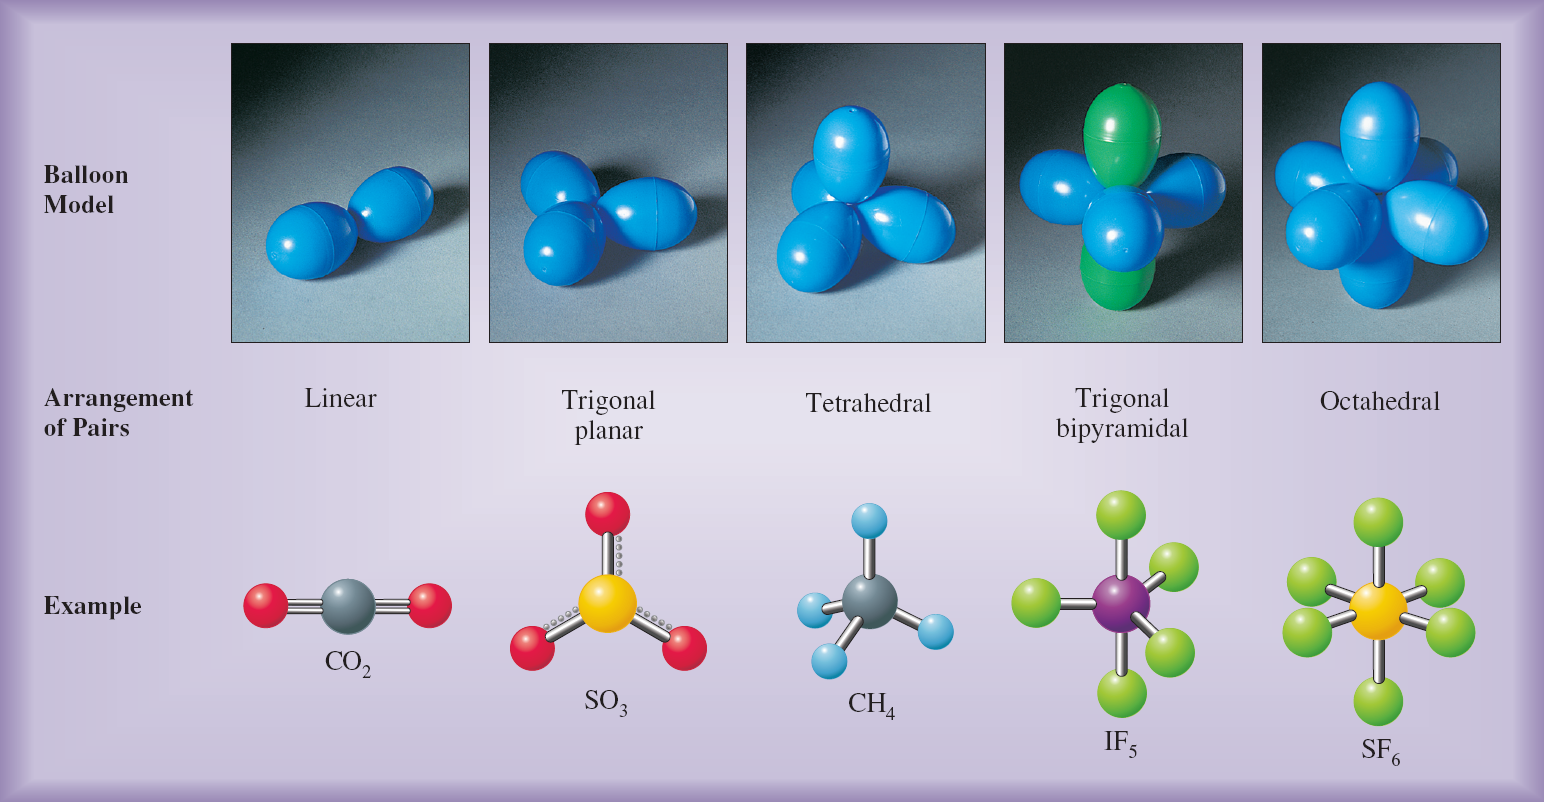 Balloon
Model
Arrangement
of Pairs
Linear
Trigonal
planar
Tetrahedral
Trigonal
bipyramidal
Octahedral
Example
CO₂
SO₃
CH₄
IF₅
SF₆